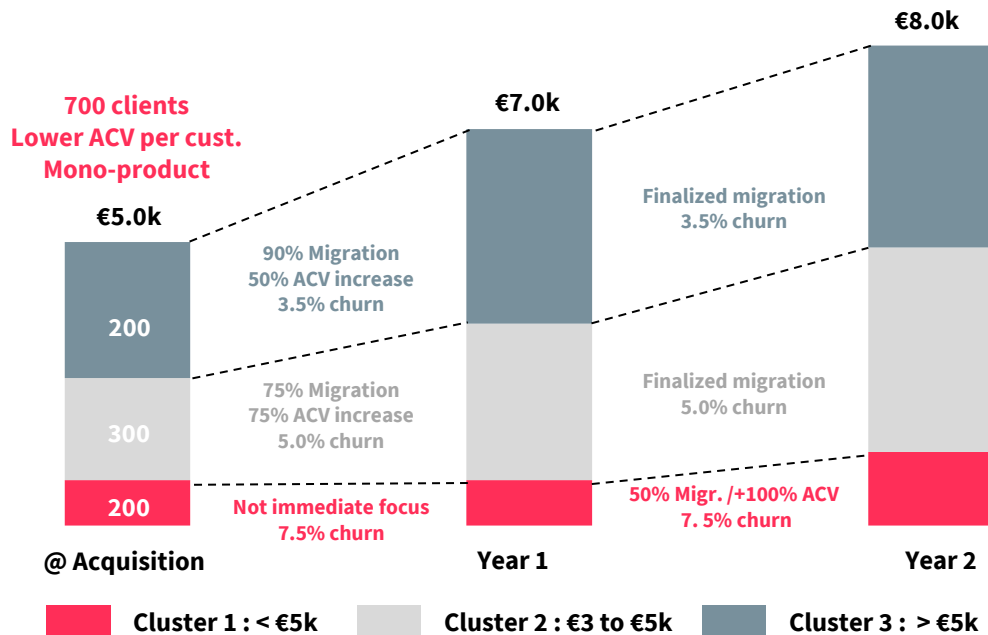 €8.0k
€7.0k
700 clients
Lower ACV per cust.
Mono-product
€5.0k
90% Migration
50% ACV increase
3.5% churn
Finalized migration
3.5% churn
200
75% Migration
75% ACV increase
5.0% churn
Finalized migration
5.0% churn
300
Not immediate focus
7.5% churn
50% Migr. /+100% ACV
7. 5% churn
200
@ Acquisition
Year 1
Year 2
Cluster 1 : < €5k
Cluster 2 : €3 to €5k
Cluster 3 :  > €5k